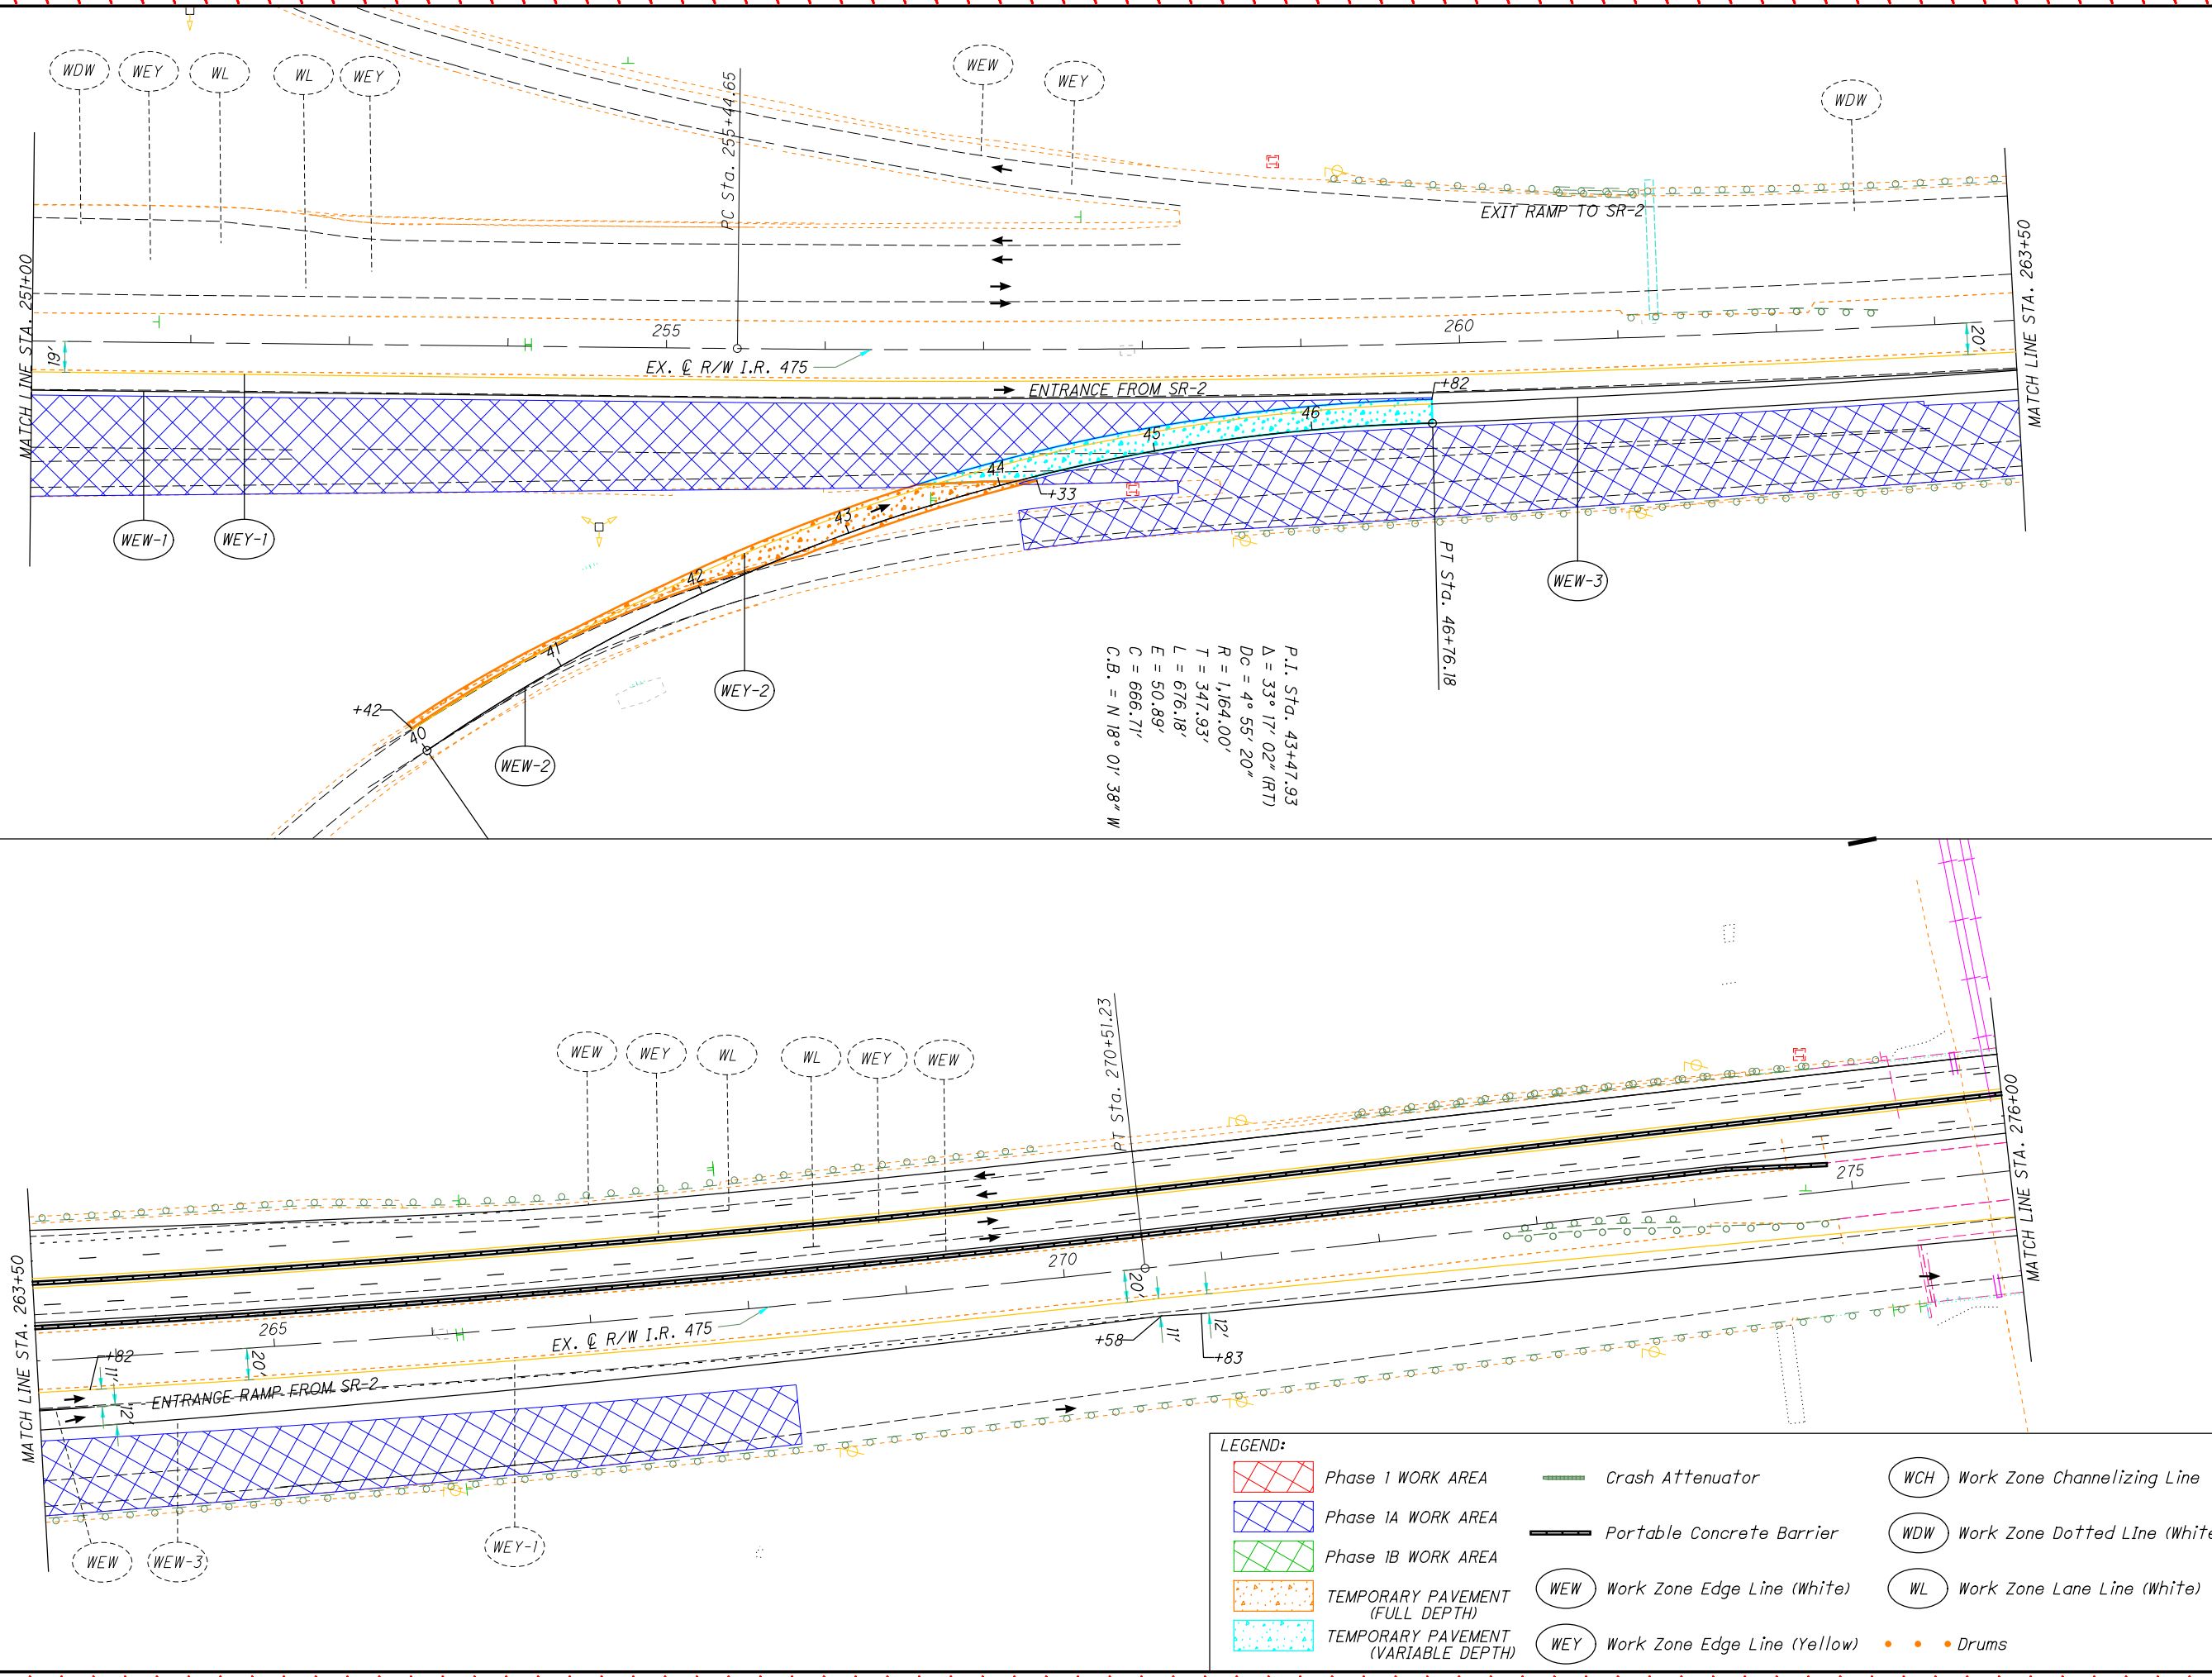 WDW
WEY
WL
WL
WEY
WEW
WEY
WDW
PC Sta. 255+44.65
EXIT RAMP TO SR-2
MATCH LINE STA. 251+00
MATCH LINE STA. 263+50
255
260
19'
20'
EX. ℄ R/W I.R. 475
ENTRANCE FROM SR-2
+82
46
45
44
+33
43
42
41
40
+42
WEW-1
WEY-1
WEY-2
WEW-2
WEW-3
PT Sta. 46+76.18
P.I. Sta. 43+47.93
Δ = 33° 17' 02" (RT)
Dc = 4° 55' 20"
R = 1,164.00'
T = 347.93'
L = 676.18'
E = 50.89'
C = 666.71'
C.B. = N 18° 01' 38" W
WEW
WEY
WL
WL
WEY
WEW
PT Sta. 270+51.23
MATCH LINE STA. 263+50
MATCH LINE STA. 276+00
265
270
275
EX. ℄ R/W I.R. 475
20'
20'
+82
11'
12'
ENTRANGE RAMP FROM SR-2
+58
11'
12'
+83
WEW
WEW-3
WEY-1
LEGEND:
Phase 1 WORK AREA
Phase 1A WORK AREA
Phase 1B WORK AREA
TEMPORARY PAVEMENT
(FULL DEPTH)
TEMPORARY PAVEMENT
(VARIABLE DEPTH)
Crash Attenuator
Portable Concrete Barrier
WEW Work Zone Edge Line (White)
WEY Work Zone Edge Line (Yellow)
WCH Work Zone Channelizing Line
WDW Work Zone Dotted LIne (White
WL Work Zone Lane Line (White)
Drums